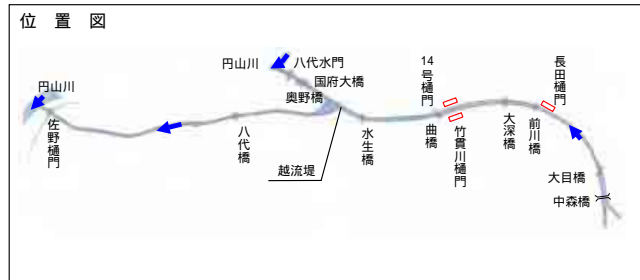 位置図
円山川
八代水門
国府大橋
奥野橋
円山川
佐野樋門
八代橋
越流堤
水生橋
曲橋
14号樋門
竹貫川樋門
大深橋
前川橋
長田樋門
大目橋
中森橋